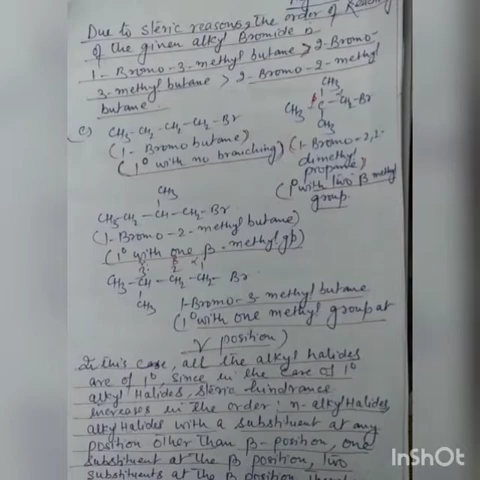 Due to steric reasons, the order of Reactivity
of the given alkyl Bromide is
1-Bromo-3-methyl butane > 2-Bromo-
3-methyl butane > 2-Bromo-2-methyl
butane.
CH3
c) CH3-CH2-CH2-CH2-Br CH3-C-CH2-Br
CH3
(1-Bromo butane) (1-Bromo-2,2-
(1° with no branching) dimethyl
propane)
(1° with two β methyl
group.
CH3
CH3CH2-CH-CH2-Br
(1-Bromo-2-methyl butane)
(1° with one β-methyl gp)
CH3-CH-CH2-CH2-Br
CH3
1-Bromo-3 methyl butane
(1° with one methyl group at
γ position)
In this case, all the alkyl halides
are of 1°, since in the case of 1°
alkyl Halides, steric hindrance
increases in the order: n-alkyl Halides,
alkyl Halides with a substituent at any
position other than β-position, one
substituent at the β position, two
substituents at the β position
InShOt